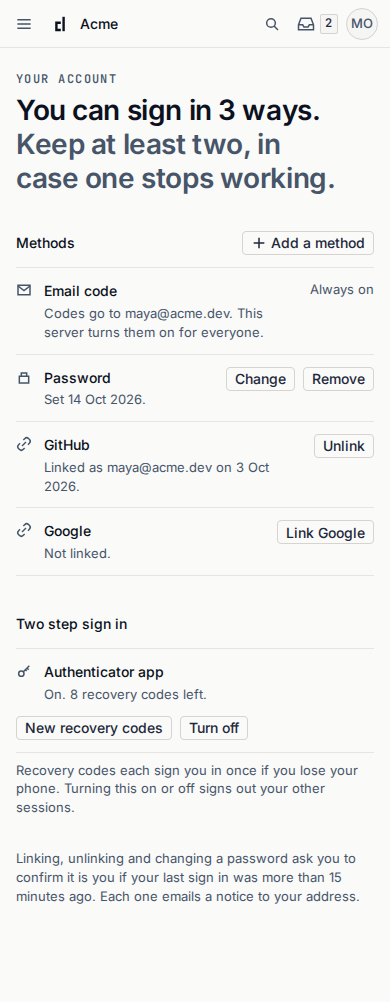 Acme
2
MO
YOUR ACCOUNT
You can sign in 3 ways.
Keep at least two, in
case one stops working.
Methods
Add a method
Email code
Always on
Codes go to maya@acme.dev. This
server turns them on for everyone.
Password
Change
Remove
Set 14 Oct 2026.
GitHub
Unlink
Linked as maya@acme.dev on 3 Oct
2026.
Google
Link Google
Not linked.
Two step sign in
Authenticator app
On. 8 recovery codes left.
New recovery codes
Turn off
Recovery codes each sign you in once if you lose your
phone. Turning this on or off signs out your other
sessions.
Linking, unlinking and changing a password ask you to
confirm it is you if your last sign in was more than 15
minutes ago. Each one emails a notice to your address.